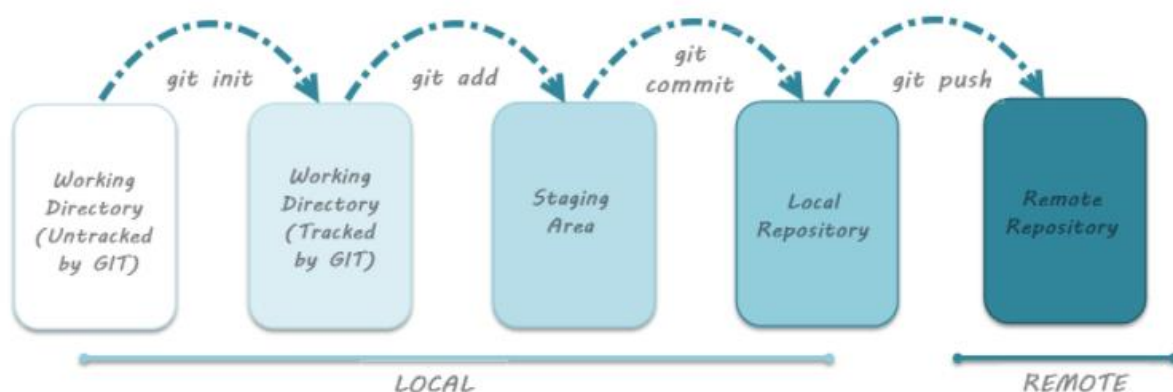 git init
git add
git
commit
git push
Working
Directory
(Untracked
by GIT)
Working
Directory
(Tracked
by GIT)
Staging
Area
Local
Repository
Remote
Repository
LOCAL
REMOTE